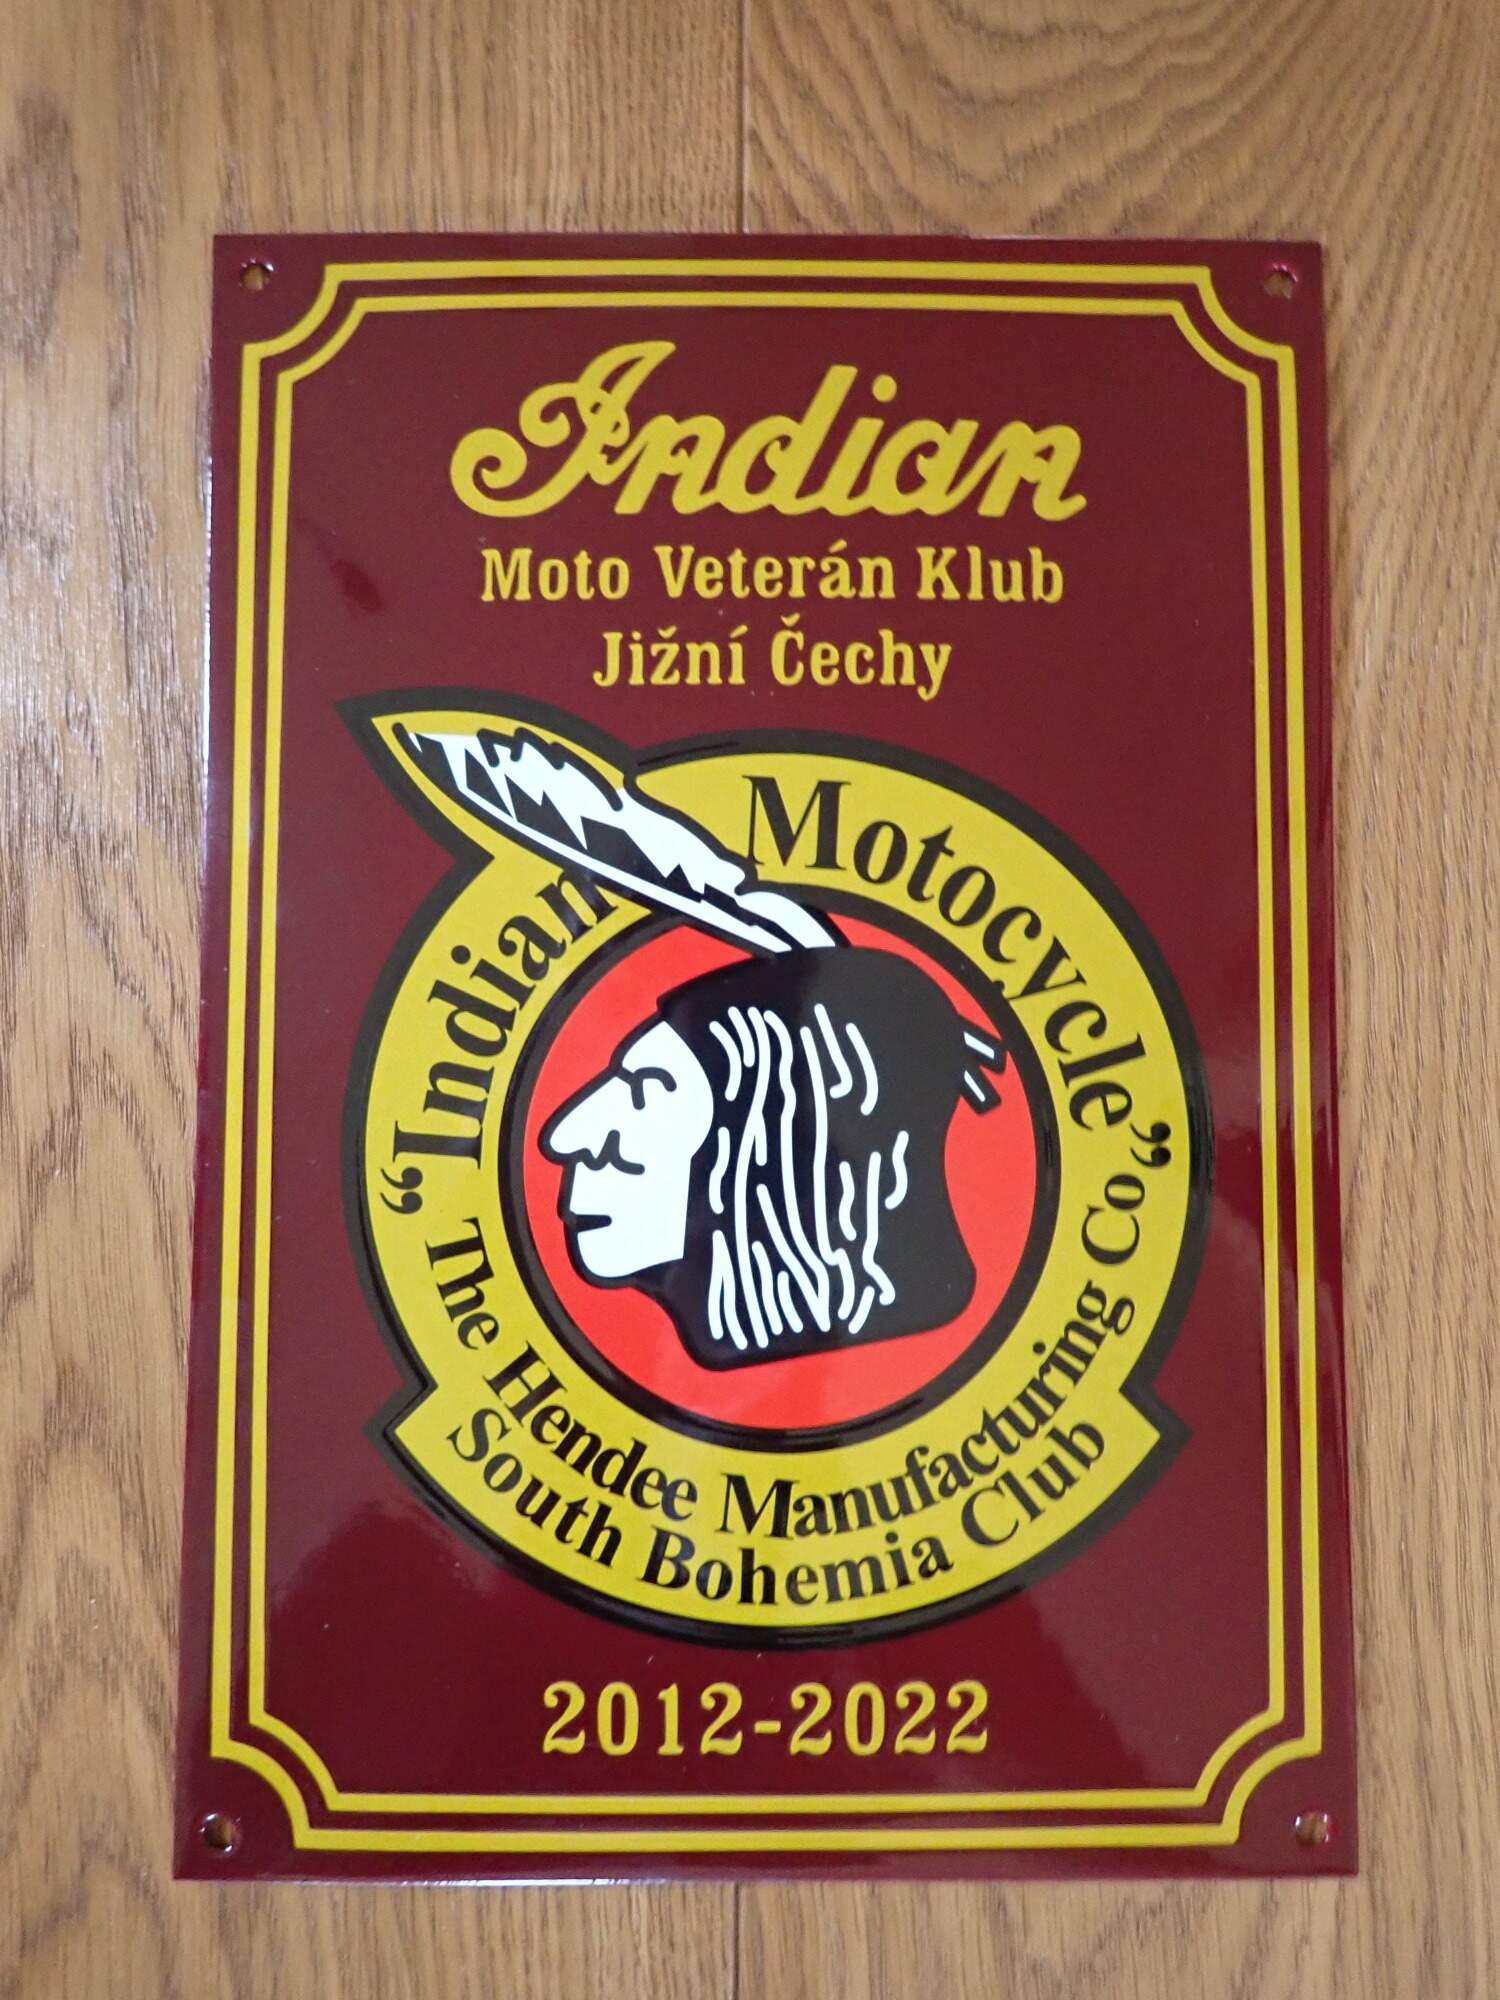 Indian
Moto Veterán Klub
Jižní Čechy
“Indian Motocycle”
The Hendee Manufacturing Co.
South Bohemia Club
2012-2022